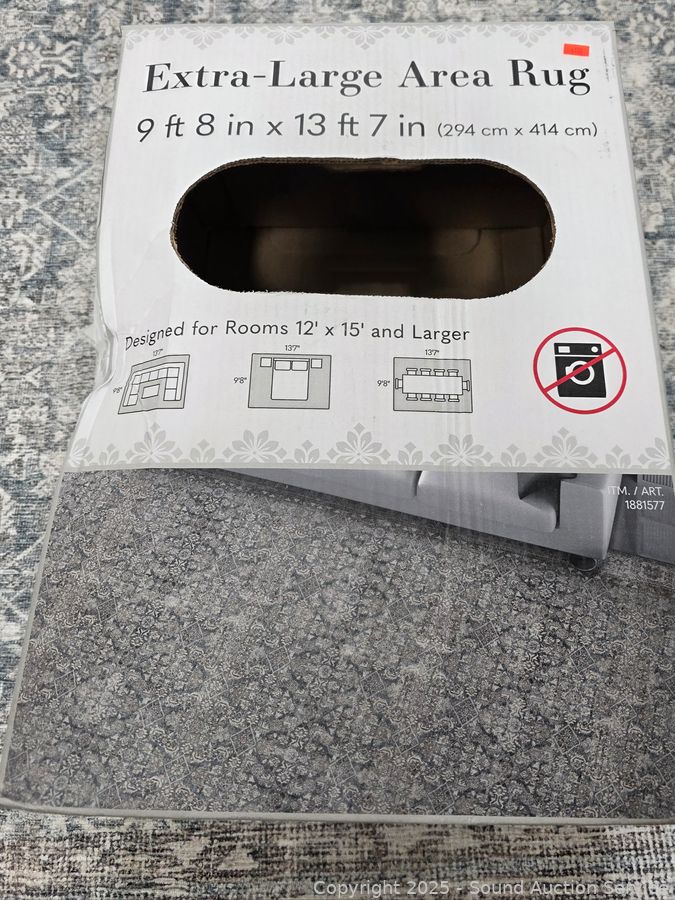 Extra-Large Area Rug
9 ft 8 in x 13 ft 7 in (294 cm x 414 cm)
Designed for Rooms 12' x 15' and Larger
13'7"
13'7"
13'7"
9'8"
9'8"
9'8"
ITM. / ART.
1881577
Copyright 2025 - Sound Auction Service